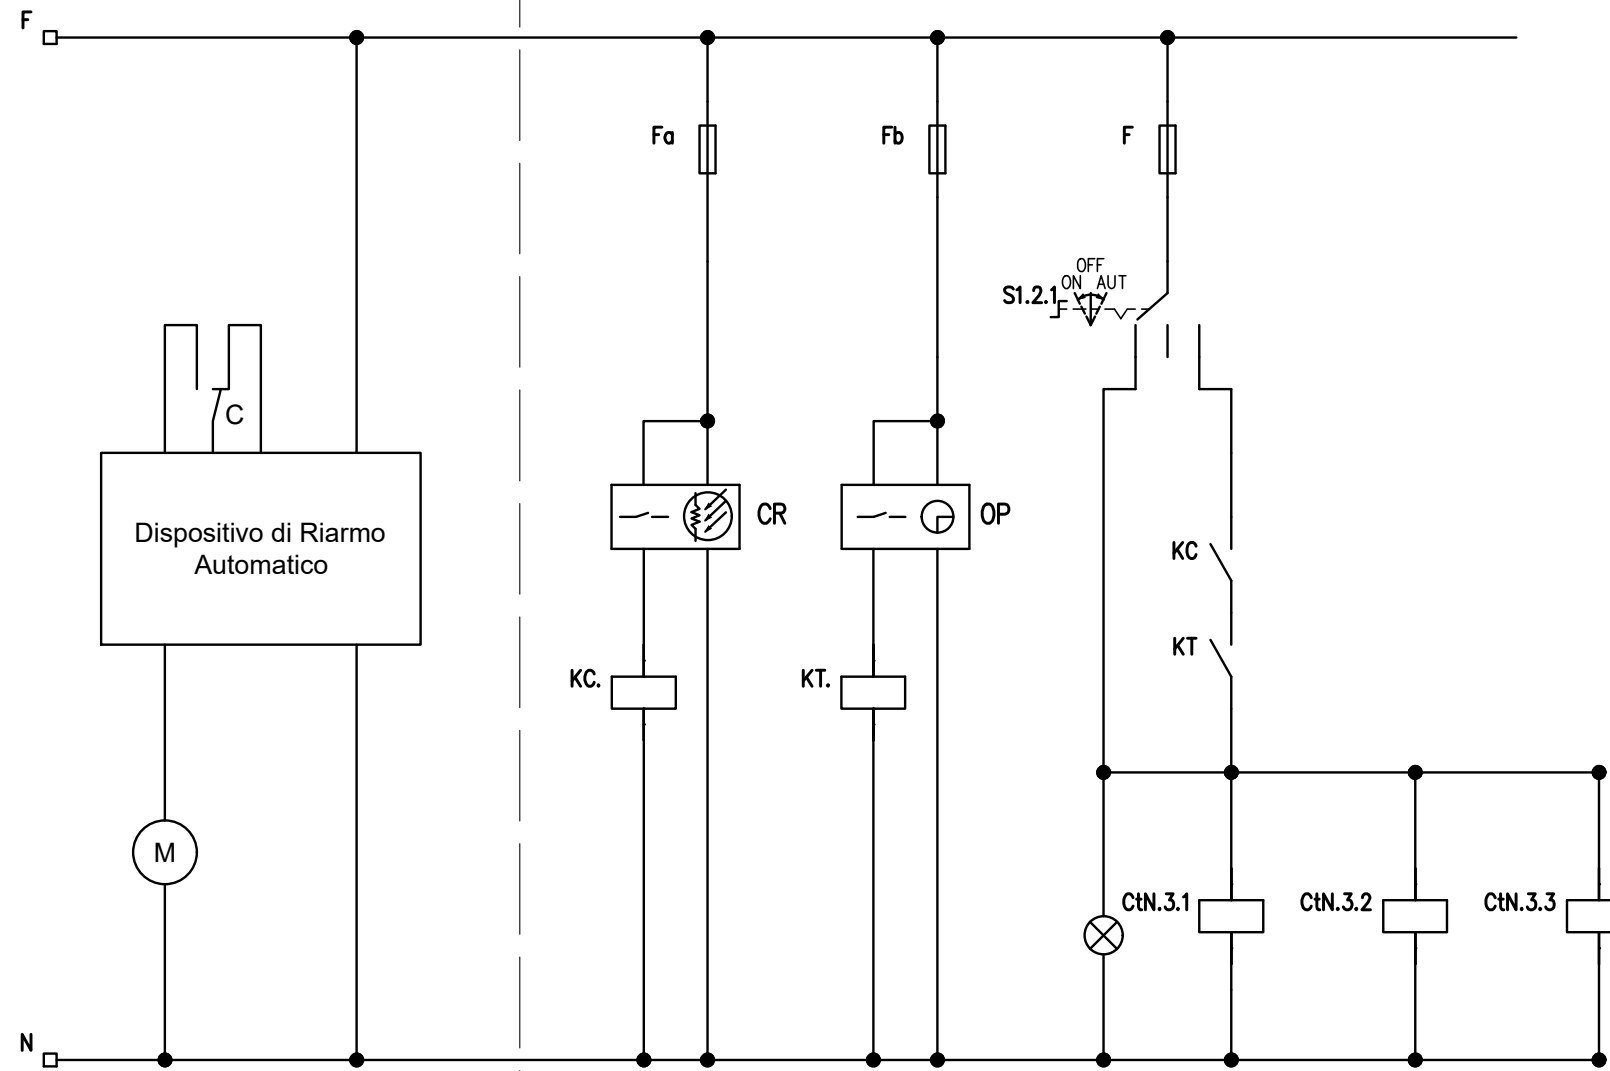 F
Fa
Fb
F
OFF
ON AUT
S1.2.1
C
Dispositivo di Riarmo
Automatico
CR
OP
KC
KT
KC.
KT.
M
CtN.3.1
CtN.3.2
CtN.3.3
N